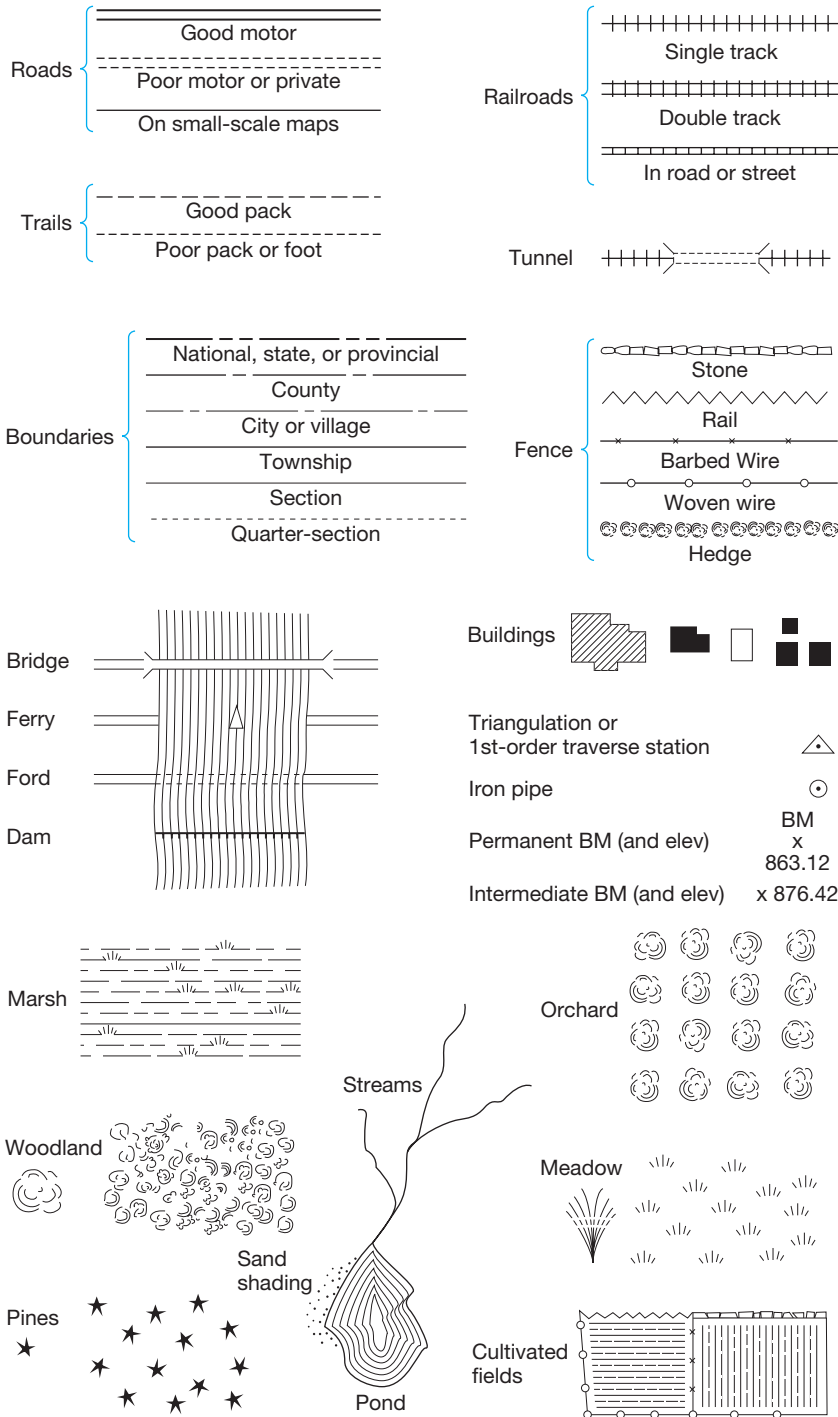 Roads
Good motor
Poor motor or private
On small-scale maps
Trails
Good pack
Poor pack or foot
Railroads
Single track
Double track
In road or street
Tunnel
Boundaries
National, state, or provincial
County
City or village
Township
Section
Quarter-section
Fence
Stone
Rail
Barbed Wire
Woven wire
Hedge
Bridge
Ferry
Ford
Dam
Buildings
Triangulation or
1st-order traverse station
Iron pipe
Permanent BM (and elev)
BM
x
863.12
Intermediate BM (and elev)
x 876.42
Marsh
Streams
Orchard
Woodland
Meadow
Sand
shading
Pines
Pond
Cultivated
fields